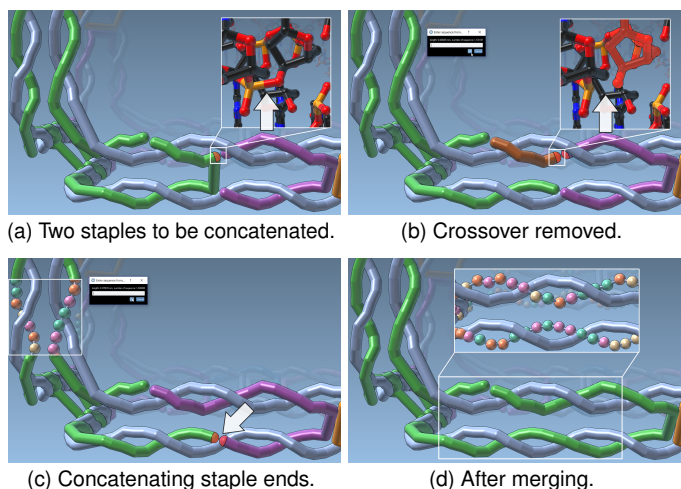 (a) Two staples to be concatenated.
(b) Crossover removed.
(c) Concatenating staple ends.
(d) After merging.